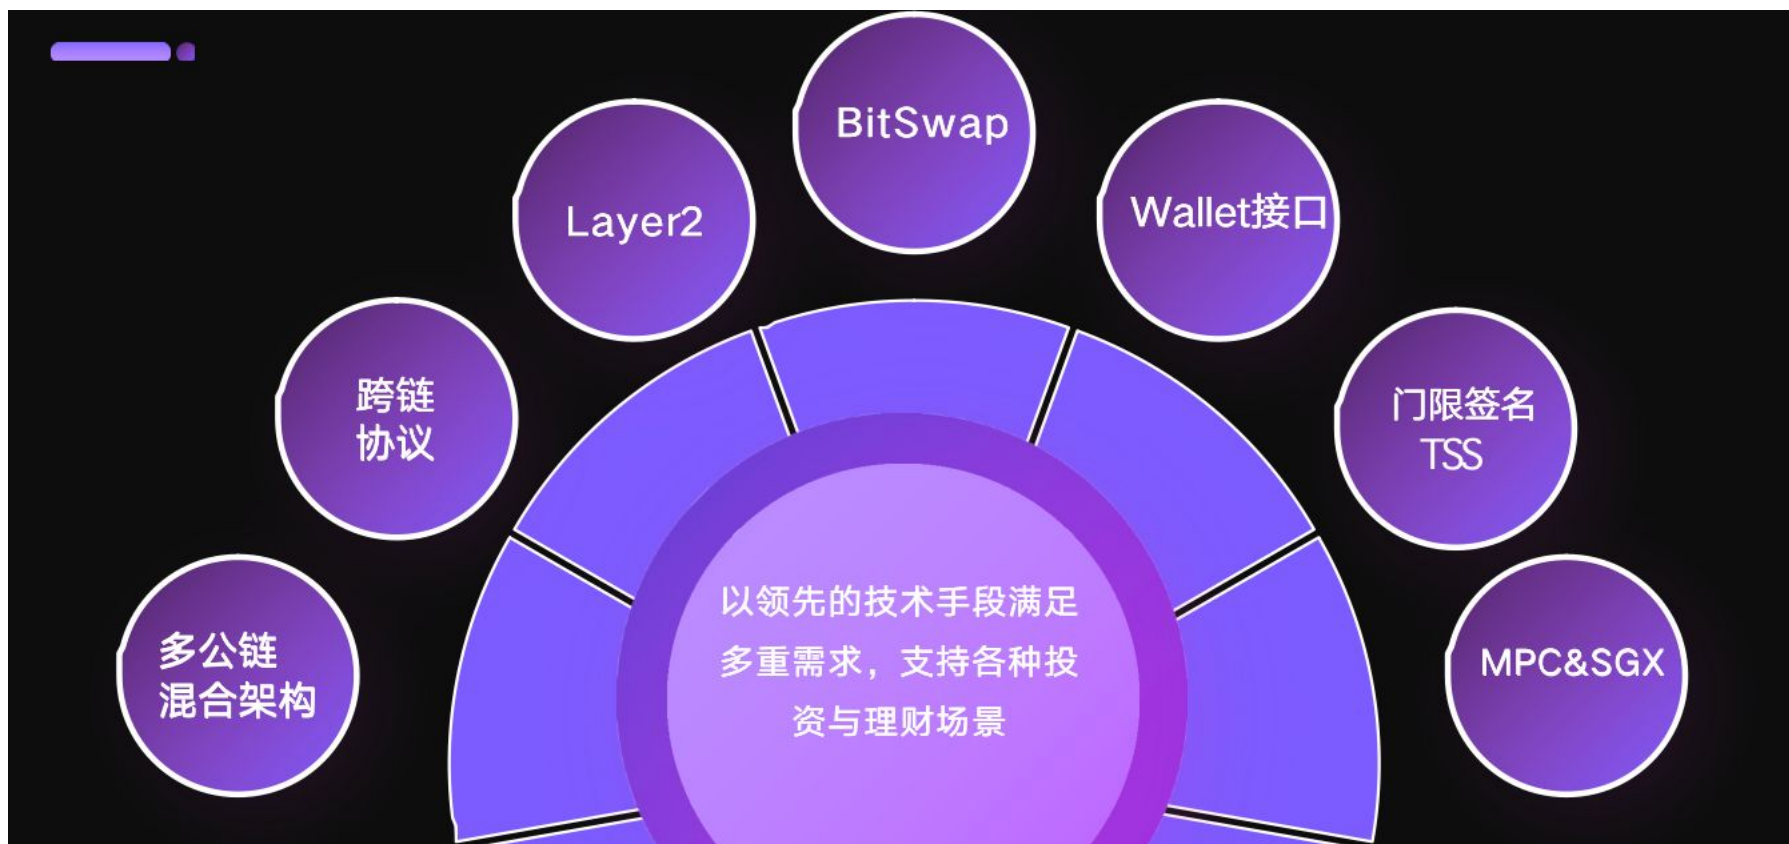 BitSwap
Layer2
Wallet接口
跨链
协议
门限签名
TSS
多公链
混合架构
MPC&SGX
以领先的技术手段满足
多重需求，支持各种投
资与理财场景